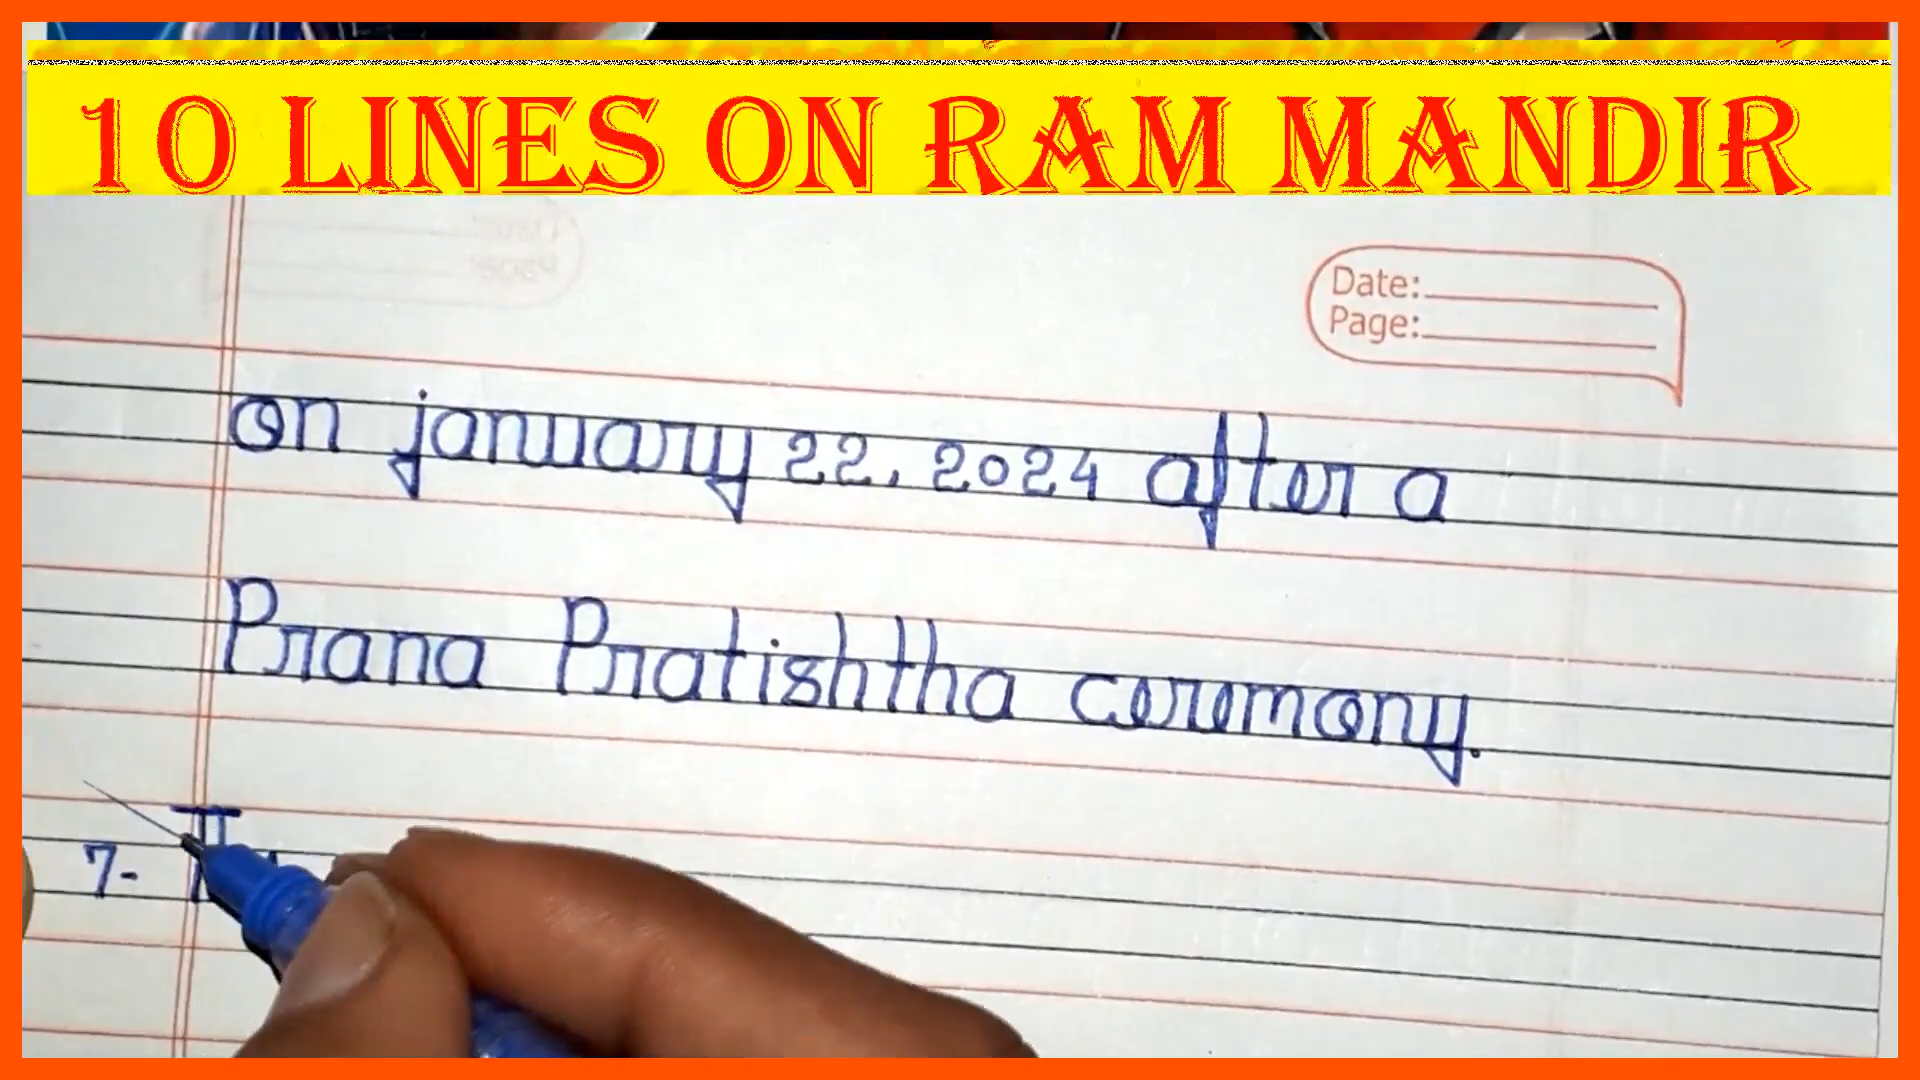 10 LINES ON RAM MANDIR
Date:
Page:
on january 22, 2024 after a
Prana Pratishtha ceremony.
7-